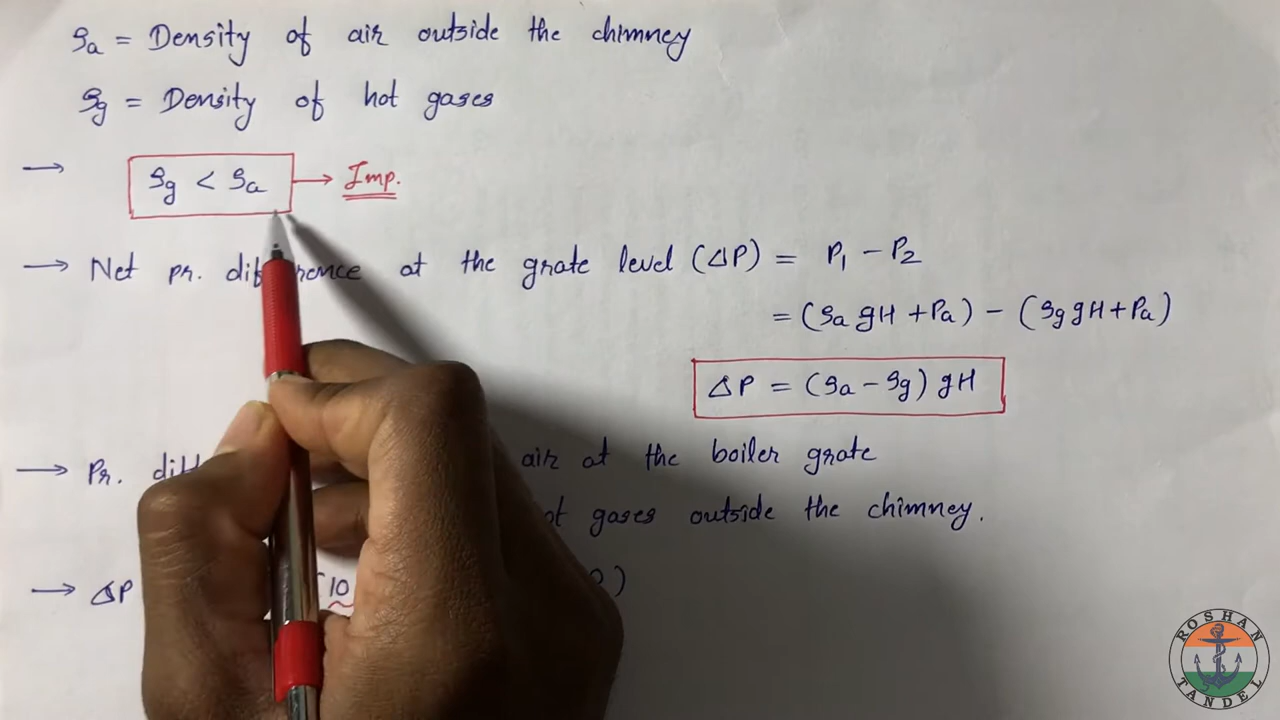 ρa = Density of air outside the chimney
ρg = Density of hot gases
→ ρg < ρa → Imp.
→ Net pr. difference at the grate level (ΔP) = P1 − P2
= (ρa gH + Pa) − (ρg gH + Pa)
ΔP = (ρa − ρg) gH
→ Pr. air at the boiler grate
gases outside the chimney.
→ ΔP 10 )
ROSHAN TANDEL